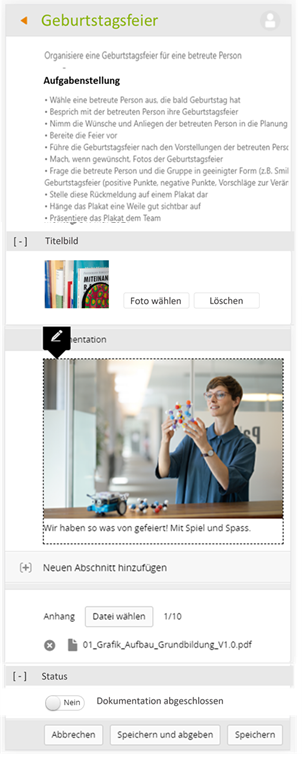 Geburtstagsfeier
Organisiere eine Geburtstagsfeier für eine betreute Person
Aufgabenstellung
• Wähle eine betreute Person aus, die bald Geburtstag hat
• Besprich mit der betreuten Person ihre Geburtstagsfeier
• Nimm die Wünsche und Anliegen der betreuten Person in die Planung
• Bereite die Feier vor
• Führe die Geburtstagsfeier nach den Vorstellungen der betreuten Perso
• Mach, wenn gewünscht, Fotos der Geburtstagsfeier
• Frage die betreute Person und die Gruppe in geeigneter Form (z.B. Smil
Geburtstagsfeier (positive Punkte, negative Punkte, Vorschläge zur Verän
• Stelle diese Rückmeldung auf einem Plakat dar
• Hänge das Plakat eine Weile gut sichtbar auf
• Präsentiere das Plakat dem Team
[-] Titelbild
MITEINAN
Foto wählen Löschen
entation
Wir haben so was von gefeiert! Mit Spiel und Spass.
[+] Neuen Abschnitt hinzufügen
Anhang Datei wählen 1/10
01_Grafik_Aufbau_Grundbildung_V1.0.pdf
[-] Status
Nein Dokumentation abgeschlossen
Abbrechen Speichern und abgeben Speichern